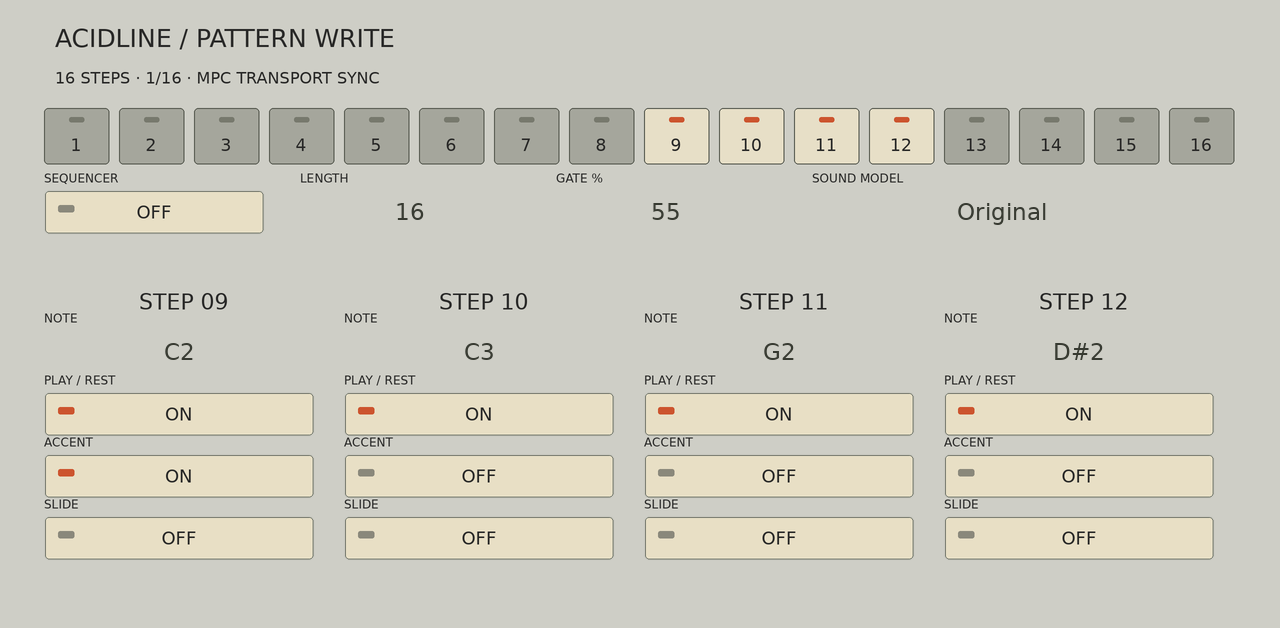 ACIDLINE / PATTERN WRITE
16 STEPS · 1/16 · MPC TRANSPORT SYNC
1 2 3 4 5 6 7 8 9 10 11 12 13 14 15 16
SEQUENCER LENGTH GATE % SOUND MODEL
OFF 16 55 Original
STEP 09 STEP 10 STEP 11 STEP 12
NOTE NOTE NOTE NOTE
C2 C3 G2 D#2
PLAY / REST PLAY / REST PLAY / REST PLAY / REST
ON ON ON ON
ACCENT ACCENT ACCENT ACCENT
ON OFF OFF OFF
SLIDE SLIDE SLIDE SLIDE
OFF OFF OFF OFF